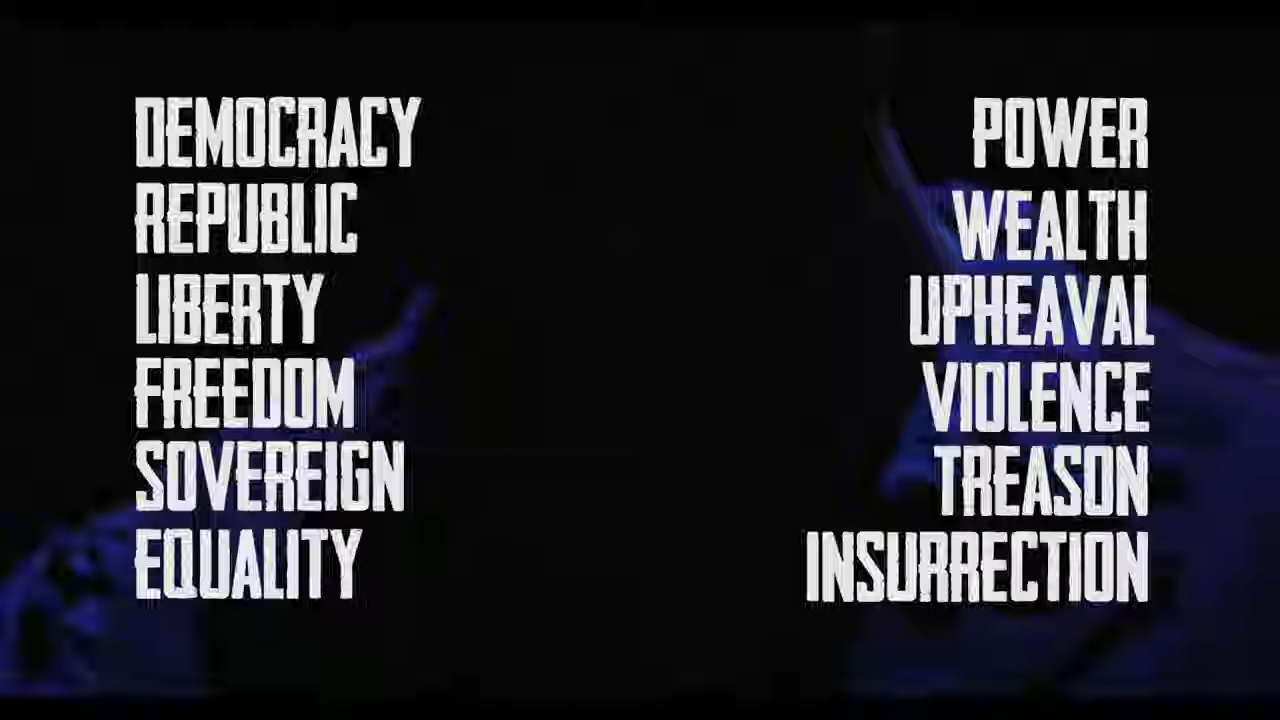 DEMOCRACY
REPUBLIC
LIBERTY
FREEDOM
SOVEREIGN
EQUALITY
POWER
WEALTH
UPHEAVAL
VIOLENCE
TREASON
INSURRECTION